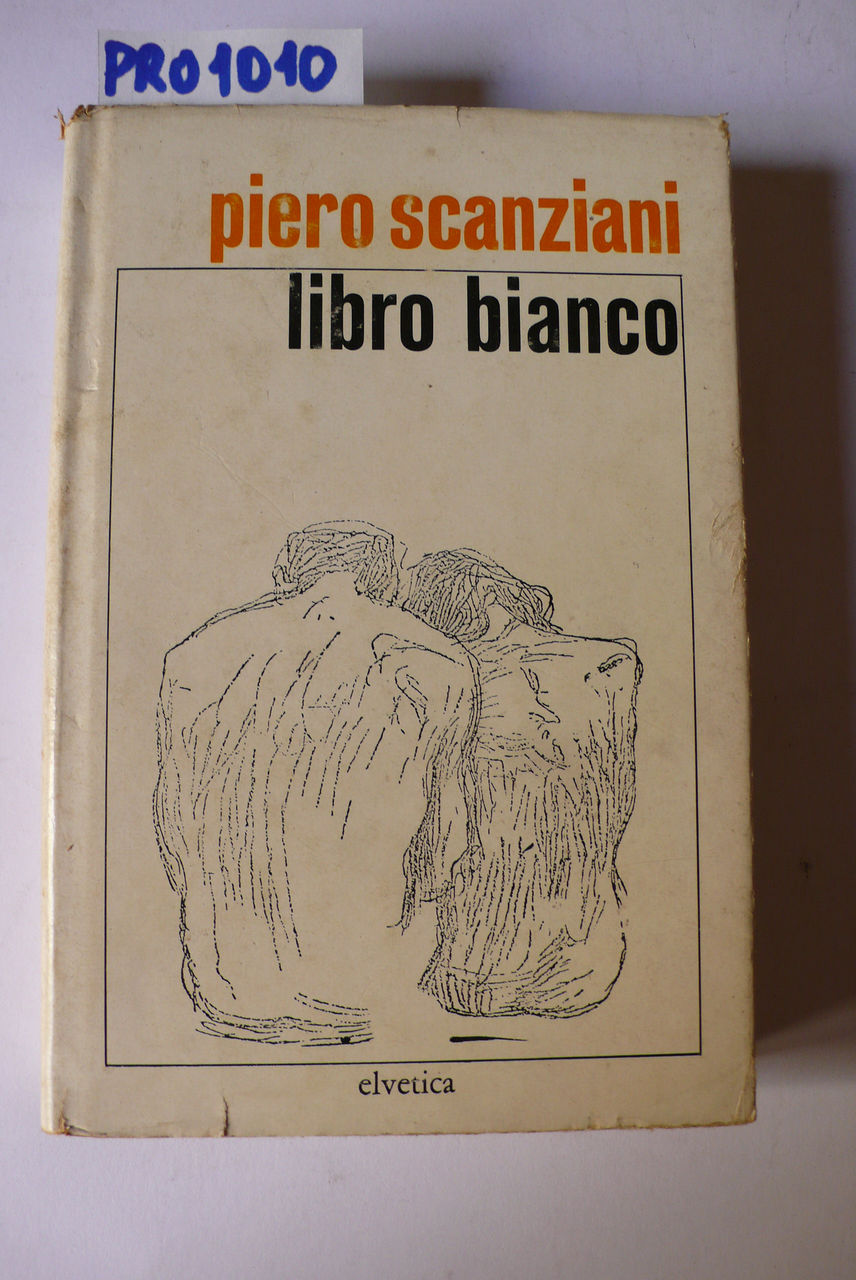 PRO1010
piero scanziani
libro bianco
elvetica